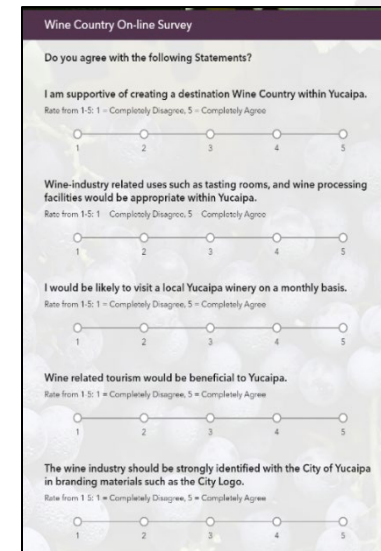 Wine Country On-line Survey
Do you agree with the following Statements?
I am supportive of creating a destination Wine Country within Yucaipa.
Rate from 1-5: 1 = Completely Disagree, 5 = Completely Agree
1 2 3 4 5
Wine-industry related uses such as tasting rooms, and wine processing
facilities would be appropriate within Yucaipa.
Rate from 1-5: 1 Completely Disagree, 5 Completely Agree
1 2 3 4 5
I would be likely to visit a local Yucaipa winery on a monthly basis.
Rate from 1-5: 1 = Completely Disagree, 5 = Completely Agree
1 2 3 4 5
Wine related tourism would be beneficial to Yucaipa.
Rate from 1-5: 1 = Completely Disagree, 5 = Completely Agree
1 2 3 4 5
The wine industry should be strongly identified with the City of Yucaipa
in branding materials such as the City Logo.
Rate from 1-5: 1 = Completely Disagree, 5 = Completely Agree
1 2 3 4 5